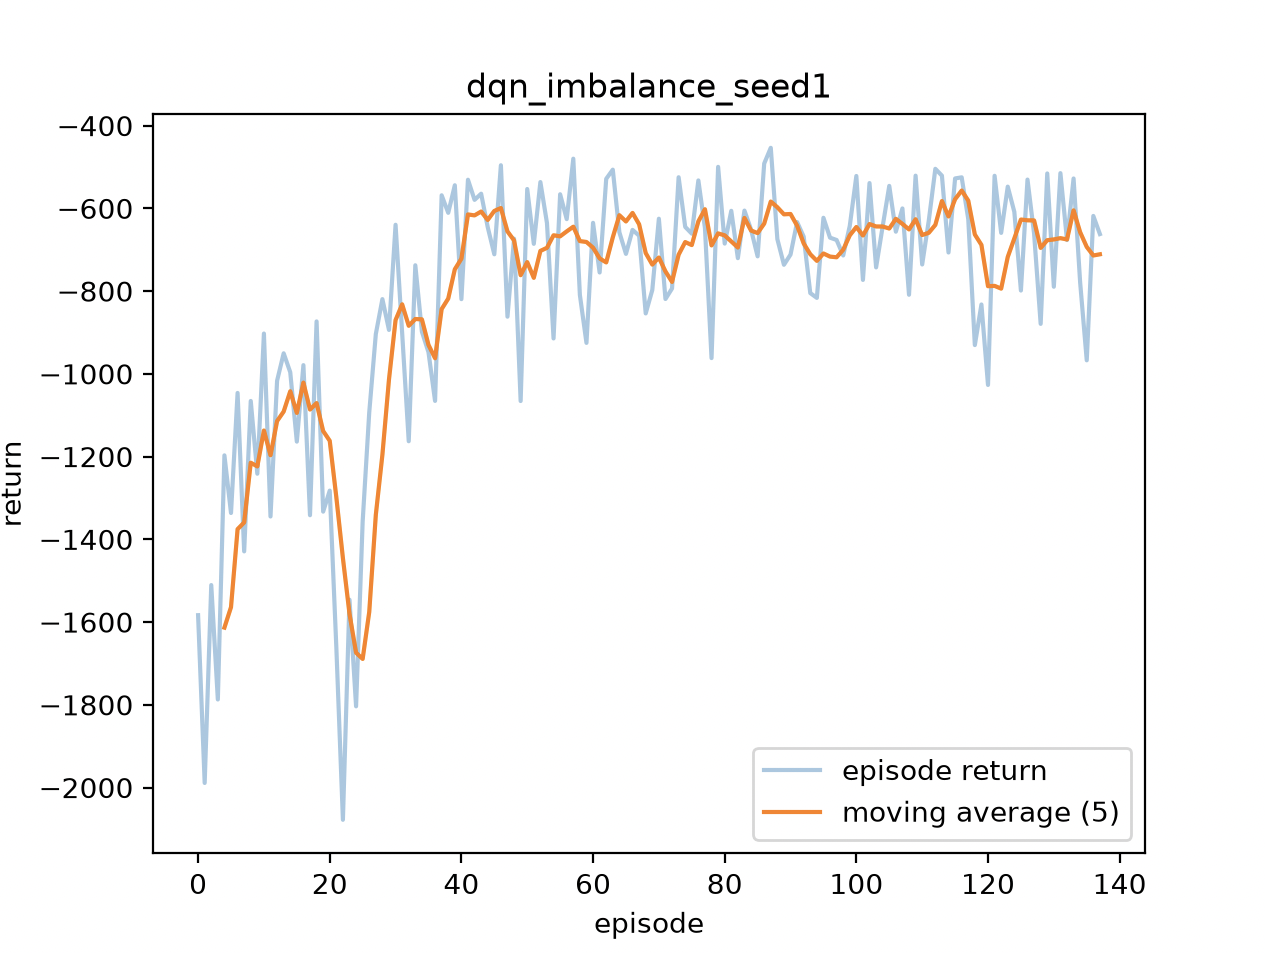 dqn_imbalance_seed1
−400
−600
−800
−1000
−1200
−1400
−1600
−1800
−2000
return
episode return
moving average (5)
0 20 40 60 80 100 120 140
episode